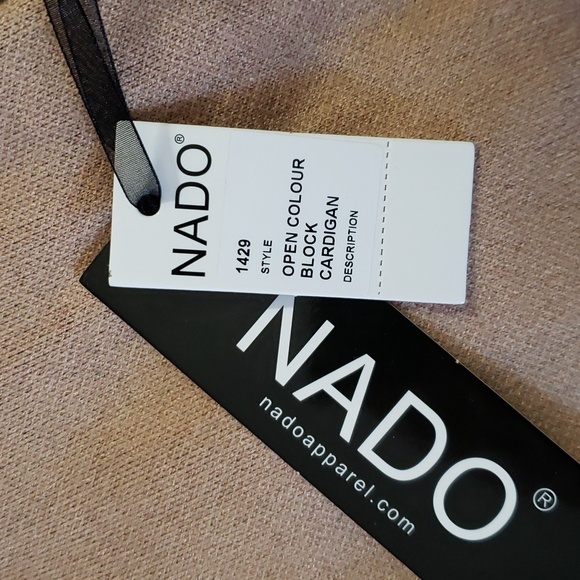 NADO®
1429
STYLE
OPEN COLOUR
BLOCK
CARDIGAN
DESCRIPTION
NADO®
nadoapparel.com